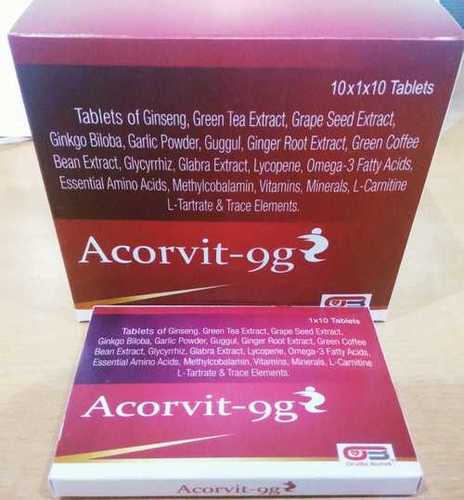 10x1x10 Tablets
Tablets of Ginseng, Green Tea Extract, Grape Seed Extract,
Ginkgo Biloba, Garlic Powder, Guggul, Ginger Root Extract, Green Coffee
Bean Extract, Glycyrrhiz, Glabra Extract, Lycopene, Omega-3 Fatty Acids,
Essential Amino Acids, Methylcobalamin, Vitamins, Minerals, L-Carnitine
L-Tartrate & Trace Elements.
Acorvit-9g
1x10 Tablets
Tablets of Ginseng, Green Tea Extract, Grape Seed Extract,
Ginkgo Biloba, Garlic Powder, Guggul, Ginger Root Extract, Green Coffee
Bean Extract, Glycyrrhiz, Glabra Extract, Lycopene, Omega-3 Fatty Acids,
Essential Amino Acids, Methylcobalamin, Vitamins, Minerals, L-Carnitine
L-Tartrate & Trace Elements.
Acorvit-9g
Acorvit-9g